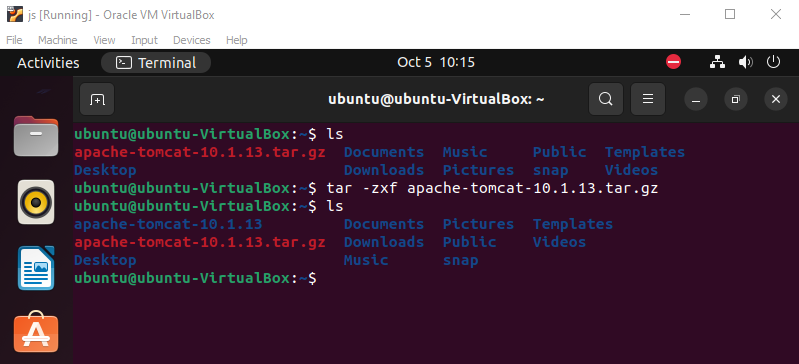 js [Running] - Oracle VM VirtualBox
File Machine View Input Devices Help
Activities Terminal Oct 5 10:15
ubuntu@ubuntu-VirtualBox: ~
ubuntu@ubuntu-VirtualBox:~$ ls
apache-tomcat-10.1.13.tar.gz Documents Music Public Templates
Desktop Downloads Pictures snap Videos
ubuntu@ubuntu-VirtualBox:~$ tar -zxf apache-tomcat-10.1.13.tar.gz
ubuntu@ubuntu-VirtualBox:~$ ls
apache-tomcat-10.1.13 Documents Pictures Templates
apache-tomcat-10.1.13.tar.gz Downloads Public Videos
Desktop Music snap
ubuntu@ubuntu-VirtualBox:~$